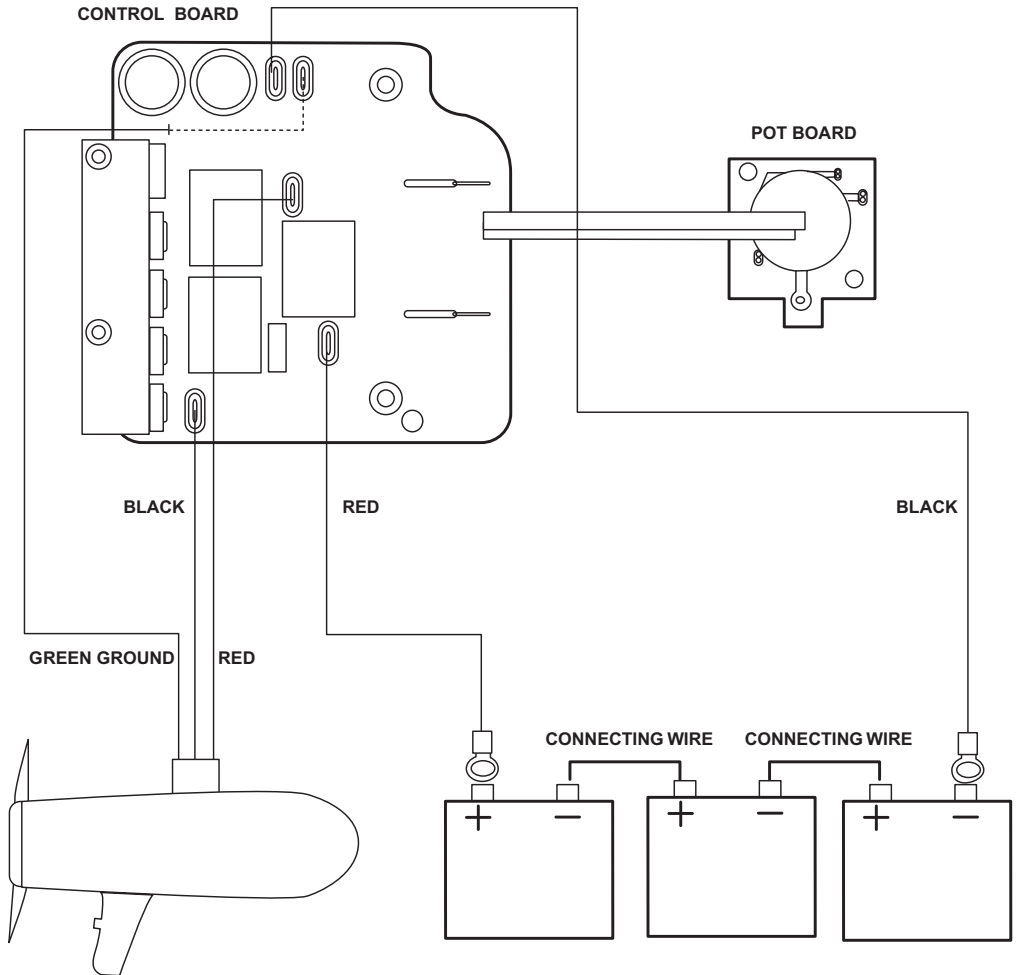 CONTROL BOARD
POT BOARD
BLACK
RED
BLACK
GREEN GROUND
RED
CONNECTING WIRE
CONNECTING WIRE
+
−
+
−
+
−